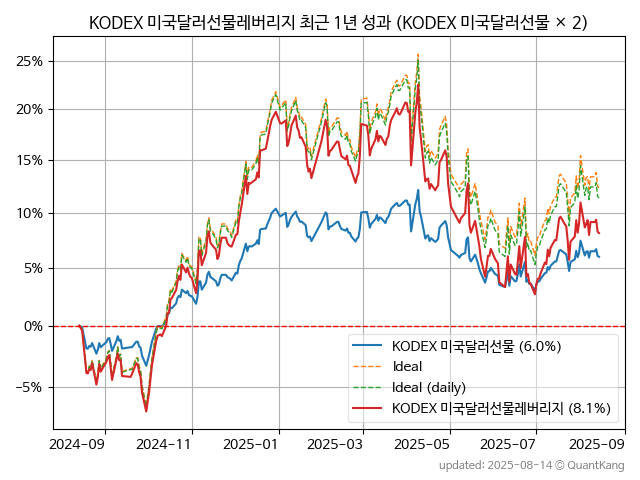 KODEX 미국달러선물레버리지 최근 1년 성과 (KODEX 미국달러선물 × 2)
25%
20%
15%
10%
5%
0%
−5%
KODEX 미국달러선물 (6.0%)
Ideal
Ideal (daily)
KODEX 미국달러선물레버리지 (8.1%)
2024−09 2024−11 2025−01 2025−03 2025−05 2025−07 2025−09
updated: 2025−08−14 © QuantKang